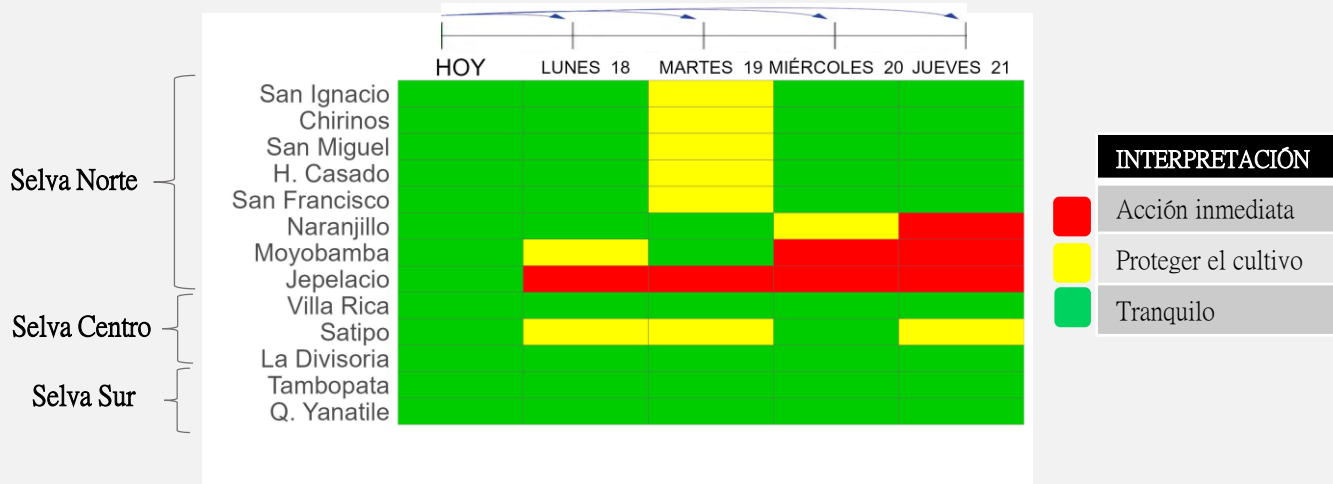 HOY LUNES 18 MARTES 19 MIÉRCOLES 20 JUEVES 21
San Ignacio
Chirinos
San Miguel
H. Casado
San Francisco
Naranjillo
Moyobamba
Jepelacio
Villa Rica
Satipo
La Divisoria
Tambopata
Q. Yanatile
Selva Norte
Selva Centro
Selva Sur
INTERPRETACIÓN
Acción inmediata
Proteger el cultivo
Tranquilo